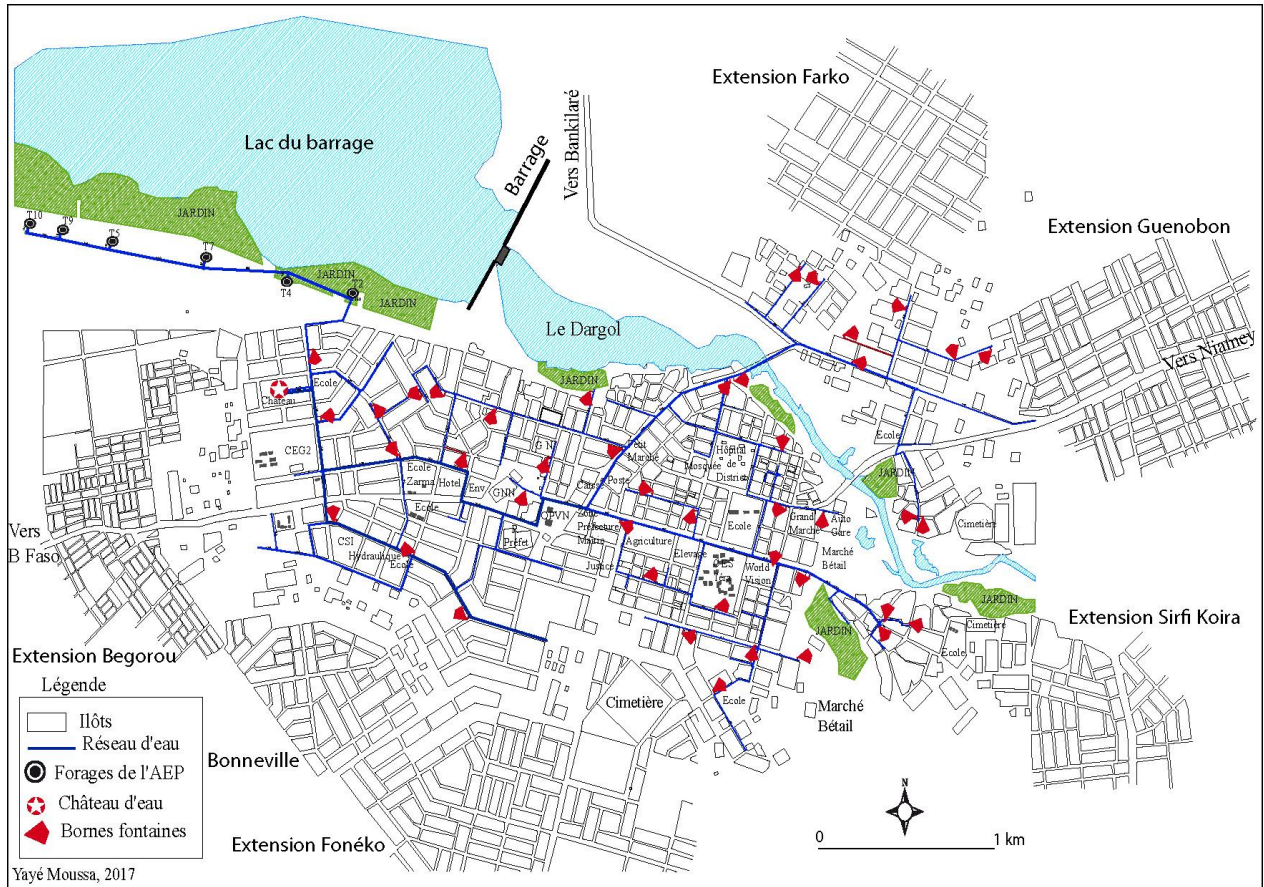 Extension Farko
Lac du barrage
Barrage
Vers Bankilaré
Extension Guenobon
JARDIN
T10
T9
T5
T7
T4
JARDIN
T2
JARDIN
Le Dargol
Vers Niamey
JARDIN
Ecole
Château
CEG2
Ecole
Zarma
Hotel
Env
GNN
G N
Petit
Marché
Mosquée
Hôpital
de
District
Caisse
Poste
Ecole
JARDIN
Cimetière
Vers
B Faso
CSI
Hydraulique
Ecole
Ecole
P
Préfet
Préfecture
Mairie
Justice
Agriculture
Elevage
Ecole
CES
Tera
World
Vision
Grand
Marché
Auto
Gare
Marché
Bétail
JARDIN
JARDIN
Cimetière
Ecole
Extension Sirfi Koira
Extension Begorou
Cimetière
Ecole
Marché
Bétail
Bonneville
Extension Fonéko
Légende
Ilôts
Réseau d'eau
Forages de l'AEP
Château d'eau
Bornes fontaines
N
0
1 km
Yayé Moussa, 2017